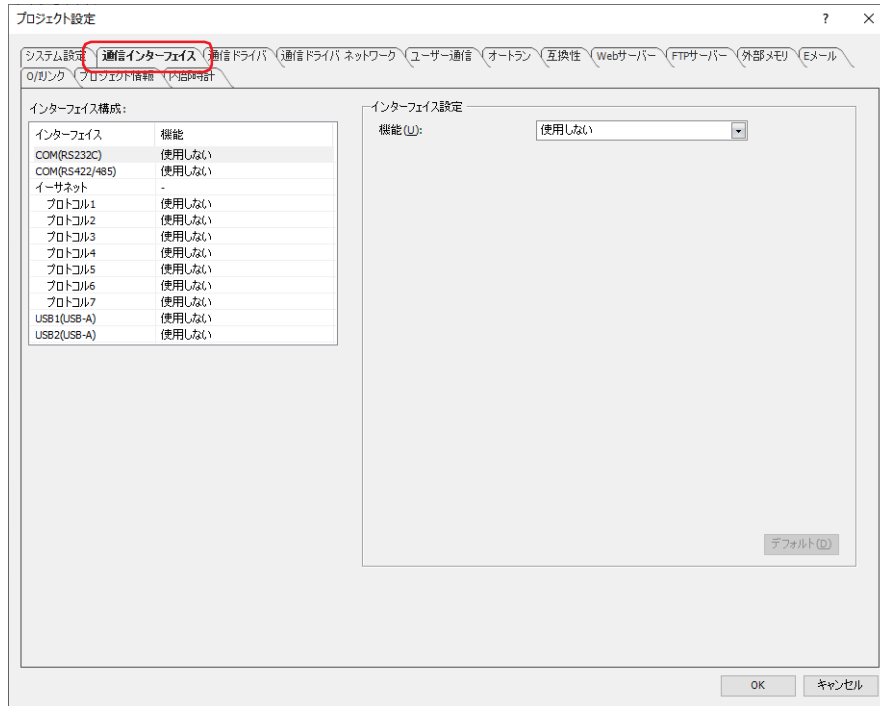 プロジェクト設定 ? ×
システム設定 通信インターフェイス 通信ドライバ 通信ドライバ ネットワーク ユーザー通信 オートラン 互換性 Webサーバー FTPサーバー 外部メモリ Eメール
O/Iリンク プロジェクト情報 内部時計
インターフェイス構成: インターフェイス設定
インターフェイス 機能 機能(U): 使用しない
COM(RS232C) 使用しない
COM(RS422/485) 使用しない
イーサネット -
プロトコル1 使用しない
プロトコル2 使用しない
プロトコル3 使用しない
プロトコル4 使用しない
プロトコル5 使用しない
プロトコル6 使用しない
プロトコル7 使用しない
USB1(USB-A) 使用しない
USB2(USB-A) 使用しない
デフォルト(D)
OK キャンセル